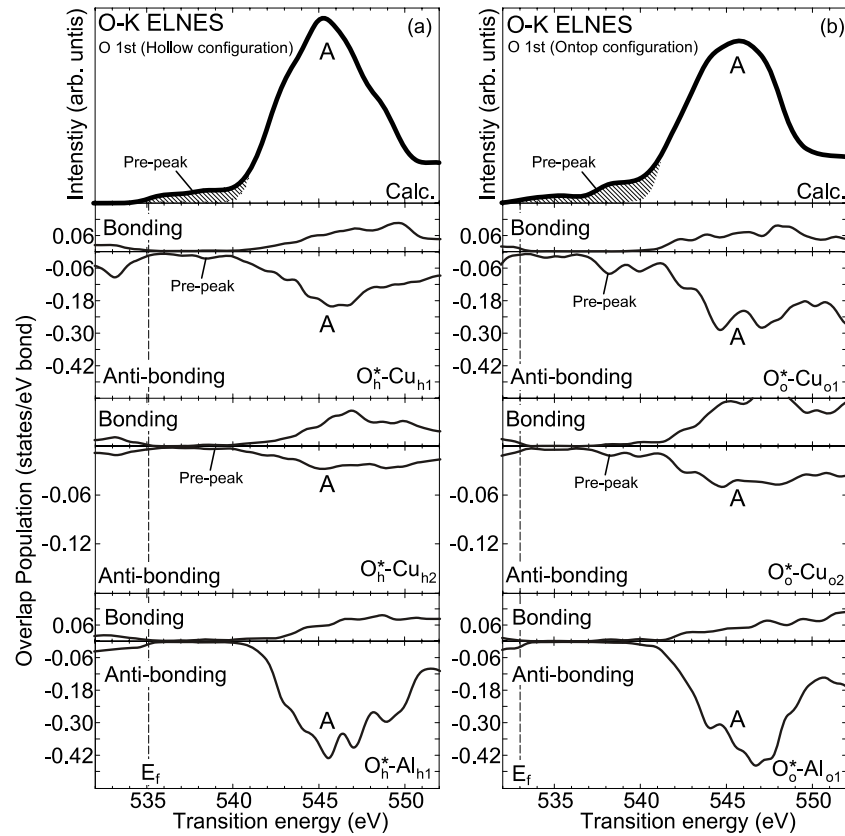 O-K ELNES (a)
O 1st (Hollow configuration)
A
Pre-peak
Calc.
Intenstiy (arb. untis)
Bonding
0.06
-0.06
-0.18
-0.30
-0.42
Pre-peak
A
Anti-bonding
O*h-Cuh1
Bonding
-0.06
-0.12
Pre-peak
A
Anti-bonding
O*h-Cuh2
Bonding
0.06
-0.06
-0.18
-0.30
-0.42
Anti-bonding
A
Ef
O*h-Alh1
Overlap Population (states/eV bond)
535 540 545 550
Transition energy (eV)
O-K ELNES (b)
O 1st (Ontop configuration)
A
Pre-peak
Calc.
Intenstiy (arb. untis)
Bonding
0.06
-0.06
-0.18
-0.30
-0.42
Pre-peak
A
Anti-bonding
O*o-Cuo1
Bonding
-0.06
-0.12
Pre-peak
A
Anti-bonding
O*o-Cuo2
Bonding
0.06
-0.06
-0.18
-0.30
-0.42
Anti-bonding
A
Ef
O*o-Alo1
535 540 545 550
Transition energy (eV)